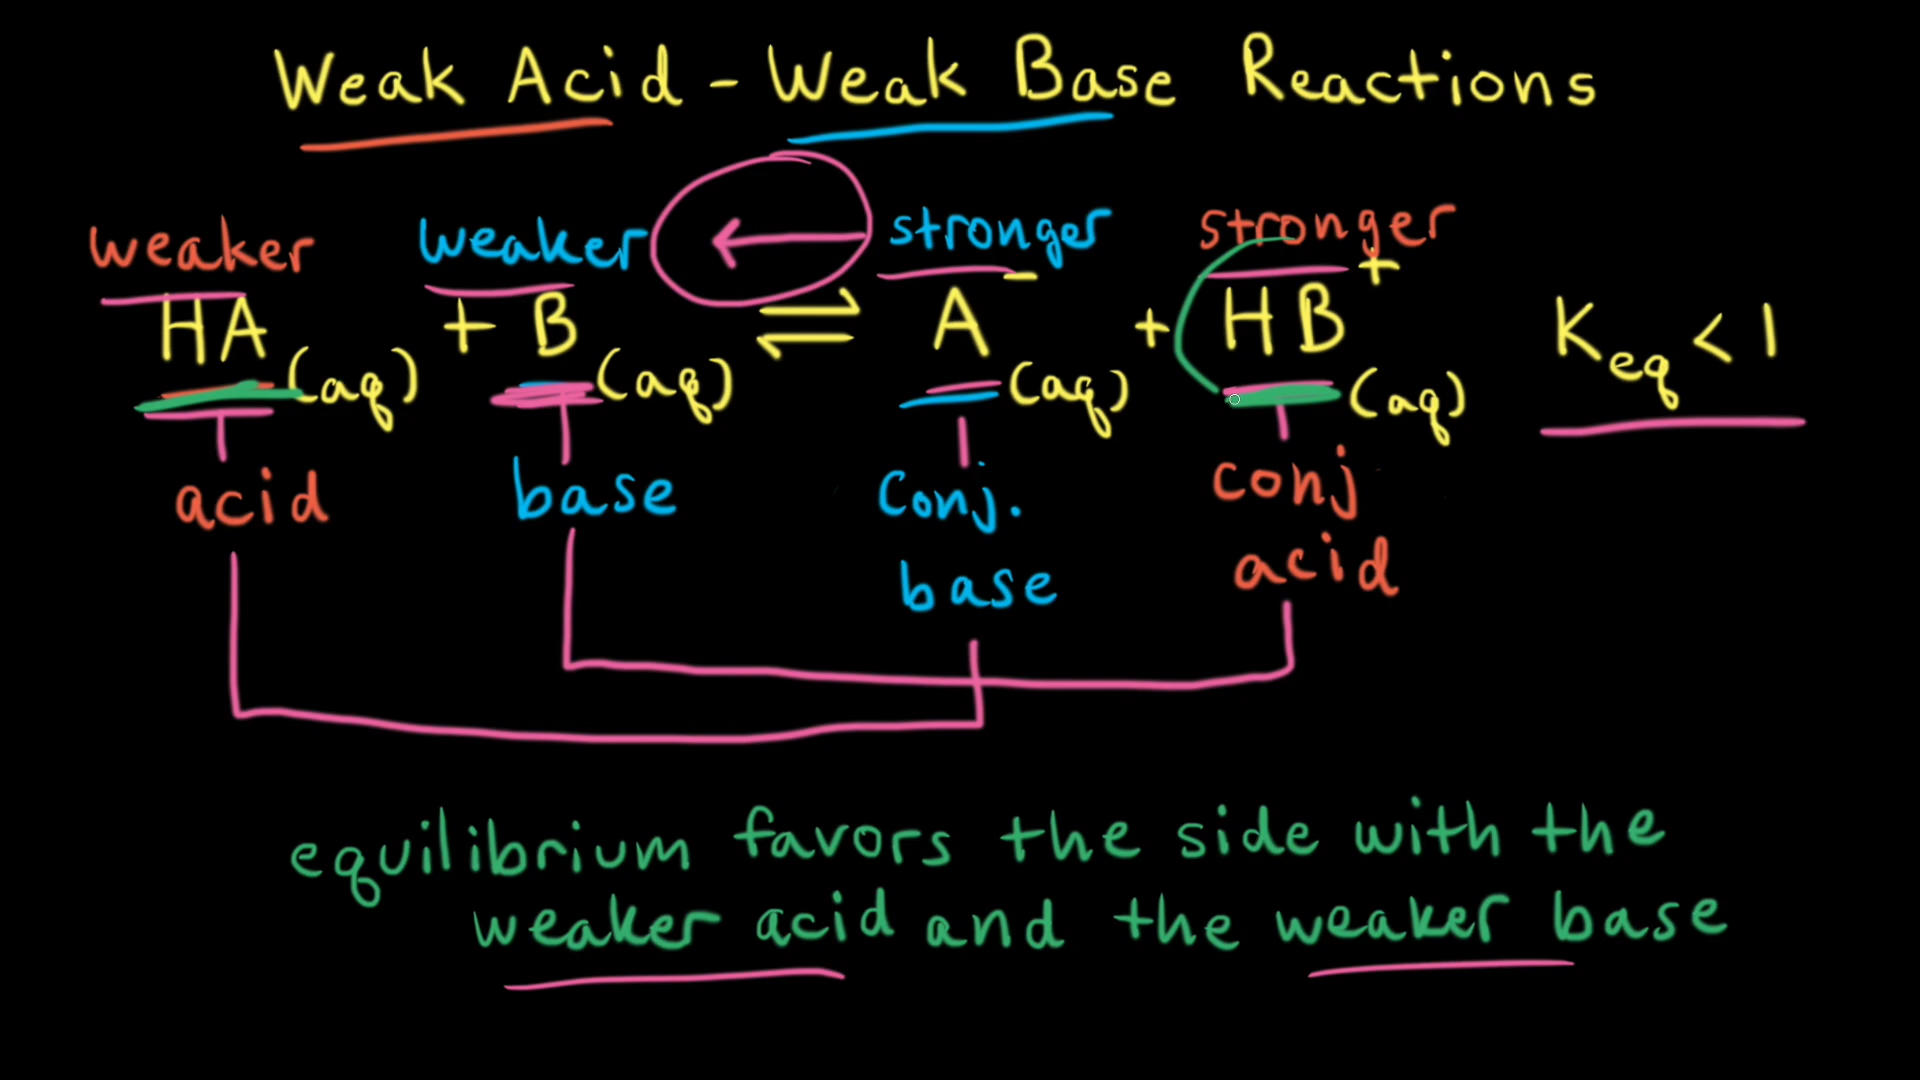 Weak Acid - Weak Base Reactions
weaker weaker ← stronger stronger
HA(aq) + B(aq) ⇌ A⁻(aq) + HB⁺(aq) Keq < 1
acid base Conj. conj
base acid
equilibrium favors the side with the
weaker acid and the weaker base